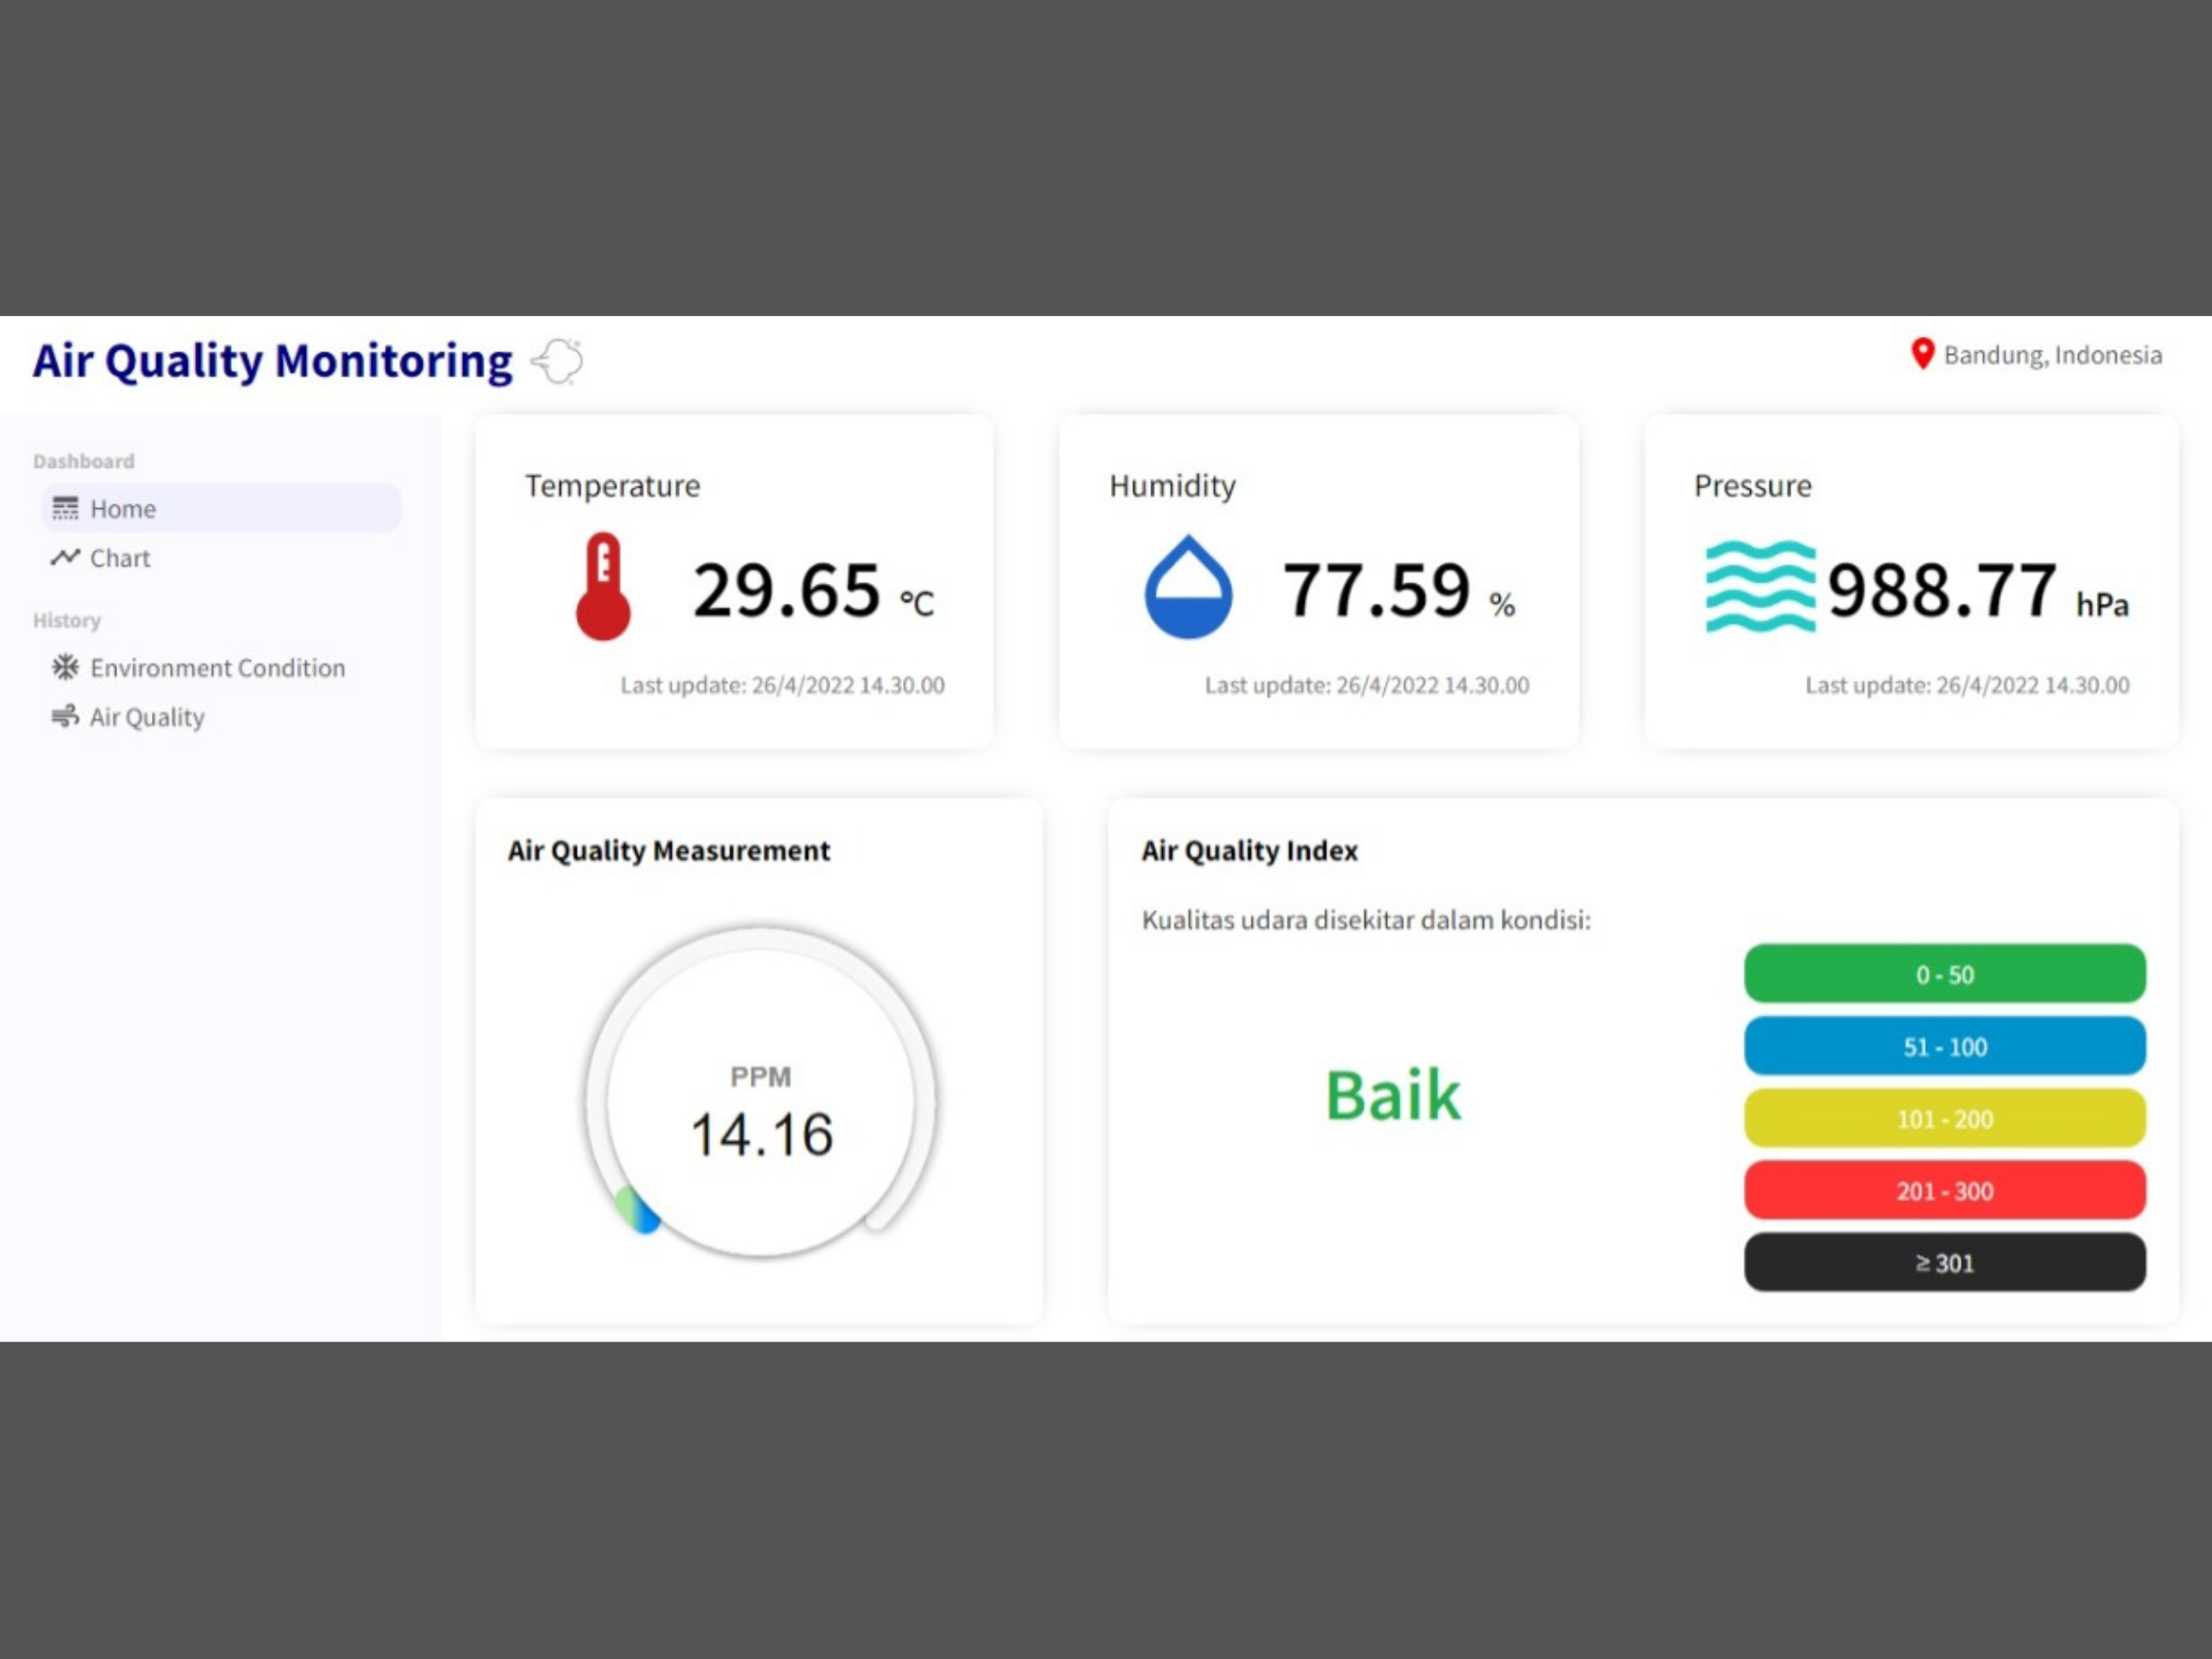 Air Quality Monitoring
Bandung, Indonesia
Dashboard
Home
Chart
History
Environment Condition
Air Quality
Temperature
29.65 °C
Last update: 26/4/2022 14.30.00
Humidity
77.59 %
Last update: 26/4/2022 14.30.00
Pressure
988.77 hPa
Last update: 26/4/2022 14.30.00
Air Quality Measurement
PPM
14.16
Air Quality Index
Kualitas udara disekitar dalam kondisi:
Baik
0 - 50
51 - 100
101 - 200
201 - 300
≥ 301